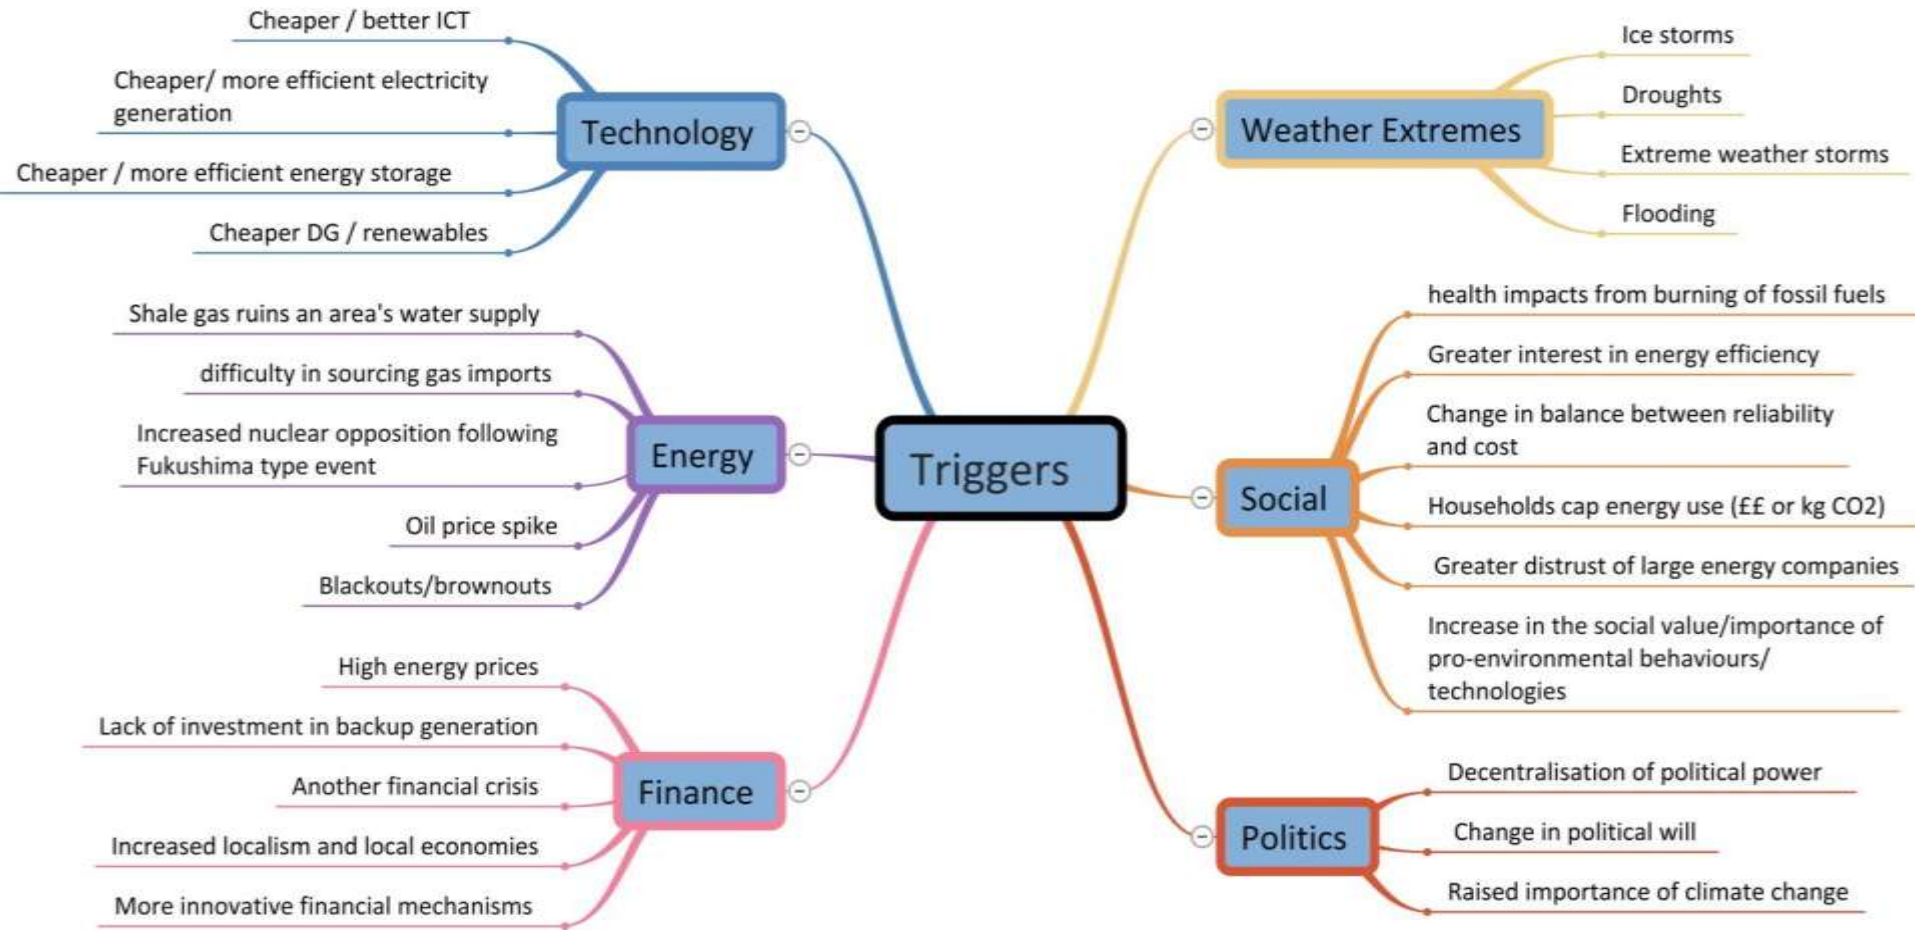 Triggers
Technology
Cheaper / better ICT
Cheaper/ more efficient electricity
generation
Cheaper / more efficient energy storage
Cheaper DG / renewables
Energy
Shale gas ruins an area's water supply
difficulty in sourcing gas imports
Increased nuclear opposition following
Fukushima type event
Oil price spike
Blackouts/brownouts
Finance
High energy prices
Lack of investment in backup generation
Another financial crisis
Increased localism and local economies
More innovative financial mechanisms
Weather Extremes
Ice storms
Droughts
Extreme weather storms
Flooding
Social
health impacts from burning of fossil fuels
Greater interest in energy efficiency
Change in balance between reliability
and cost
Households cap energy use (££ or kg CO2)
Greater distrust of large energy companies
Increase in the social value/importance of
pro-environmental behaviours/
technologies
Politics
Decentralisation of political power
Change in political will
Raised importance of climate change